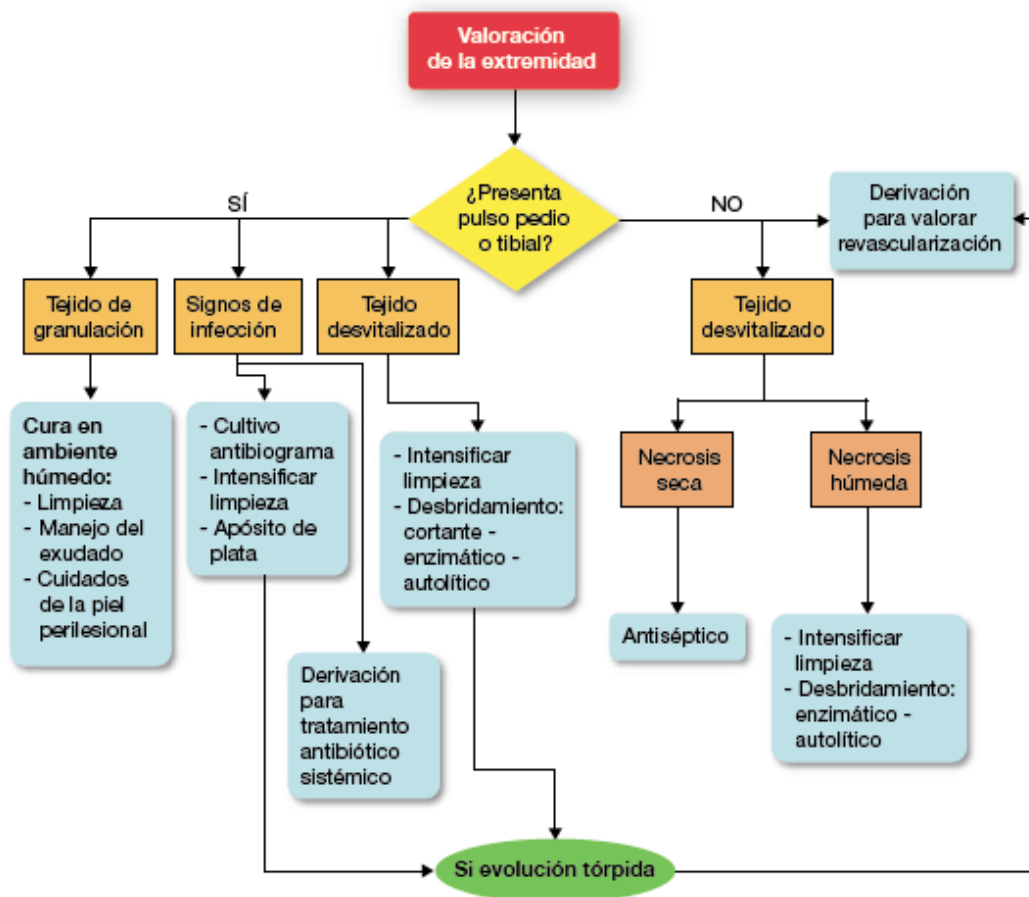 Valoración
de la extremidad
¿Presenta
pulso pedio
o tibial?
SÍ
NO
Derivación
para valorar
revascularización
Tejido de
granulación
Signos de
infección
Tejido
desvitalizado
Tejido
desvitalizado
Cura en
ambiente
húmedo:
- Limpieza
- Manejo del
exudado
- Cuidados
de la piel
perilesional
- Cultivo
antibiograma
- Intensificar
limpieza
- Apósito de
plata
- Intensificar
limpieza
- Desbridamiento:
cortante -
enzimático -
autolítico
Necrosis
seca
Necrosis
húmeda
Derivación
para
tratamiento
antibiótico
sistémico
Antiséptico
- Intensificar
limpieza
- Desbridamiento:
enzimático -
autolítico
Si evolución tórpida